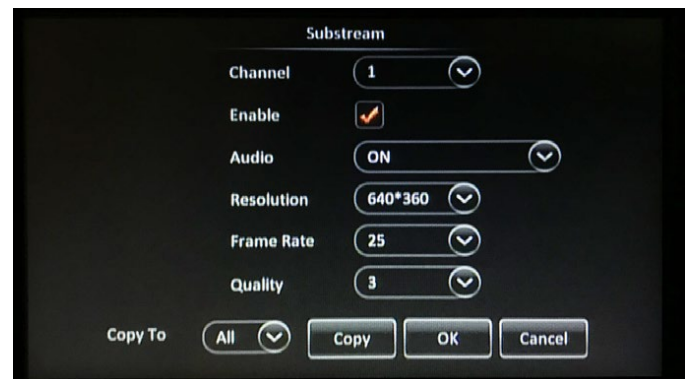 Substream
Channel 1
Enable
Audio ON
Resolution 640*360
Frame Rate 25
Quality 3
Copy To All Copy OK Cancel